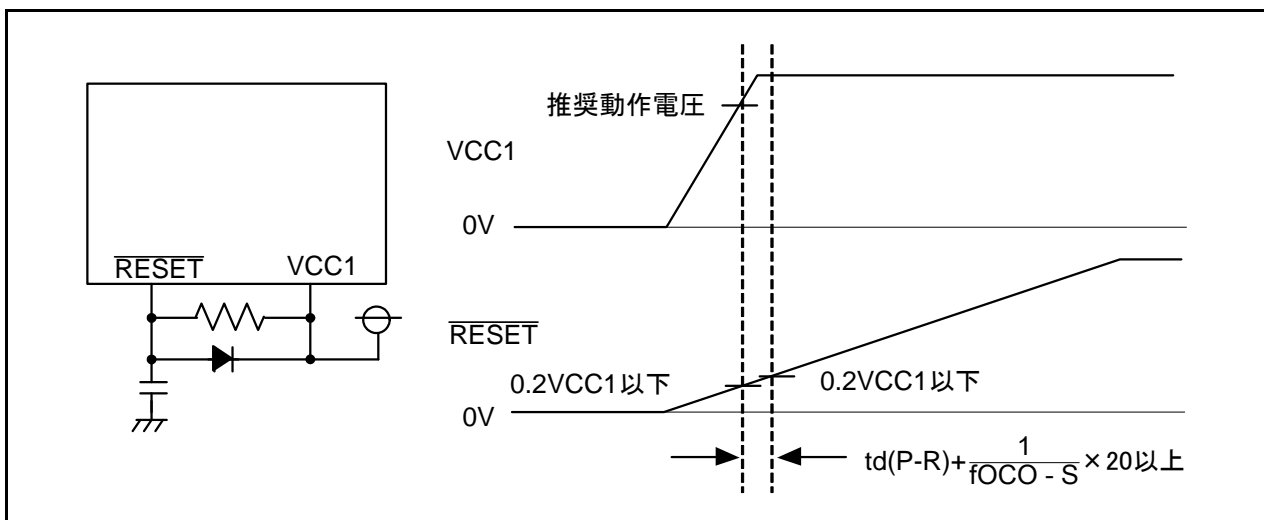 RESET
VCC1
推奨動作電圧
VCC1
0V
RESET
0.2VCC1以下
0.2VCC1以下
0V
td(P-R)+ 1/fOCO - S ×20以上